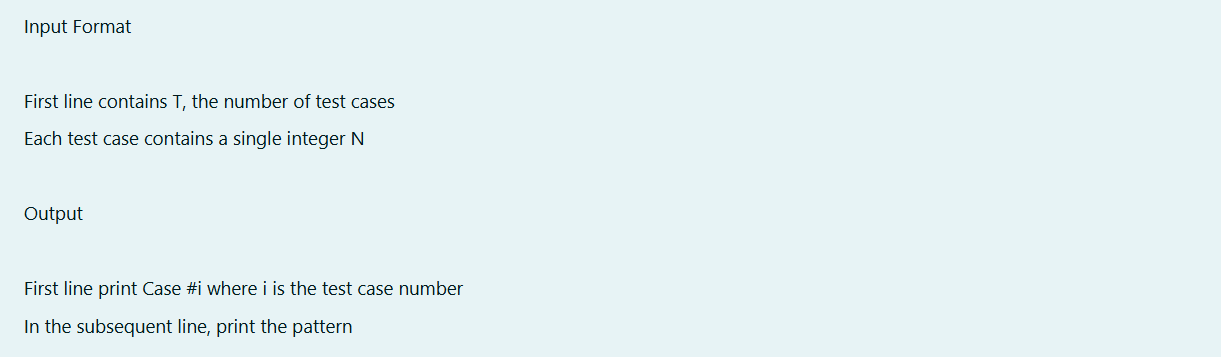 Input Format
First line contains T, the number of test cases
Each test case contains a single integer N
Output
First line print Case #i where i is the test case number
In the subsequent line, print the pattern